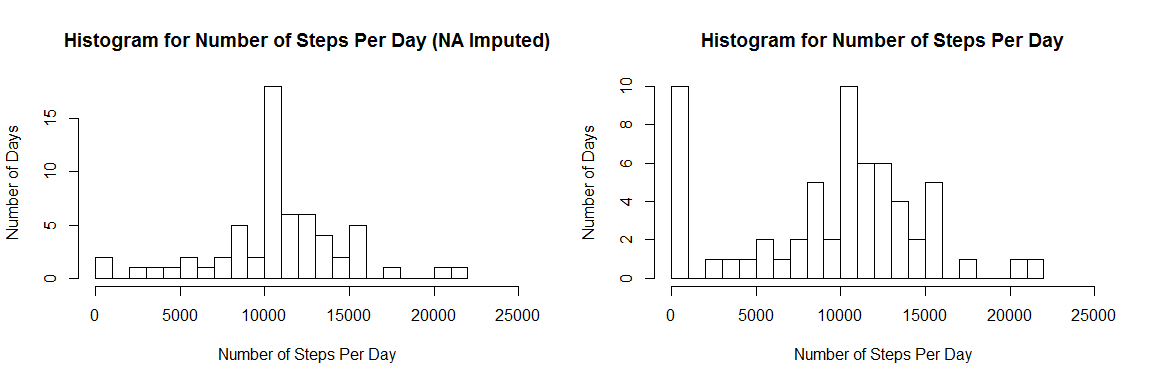 Histogram for Number of Steps Per Day (NA Imputed)
Number of Days
15
10
5
0
0 5000 10000 15000 20000 25000
Number of Steps Per Day
Histogram for Number of Steps Per Day
Number of Days
10
8
6
4
2
0
0 5000 10000 15000 20000 25000
Number of Steps Per Day